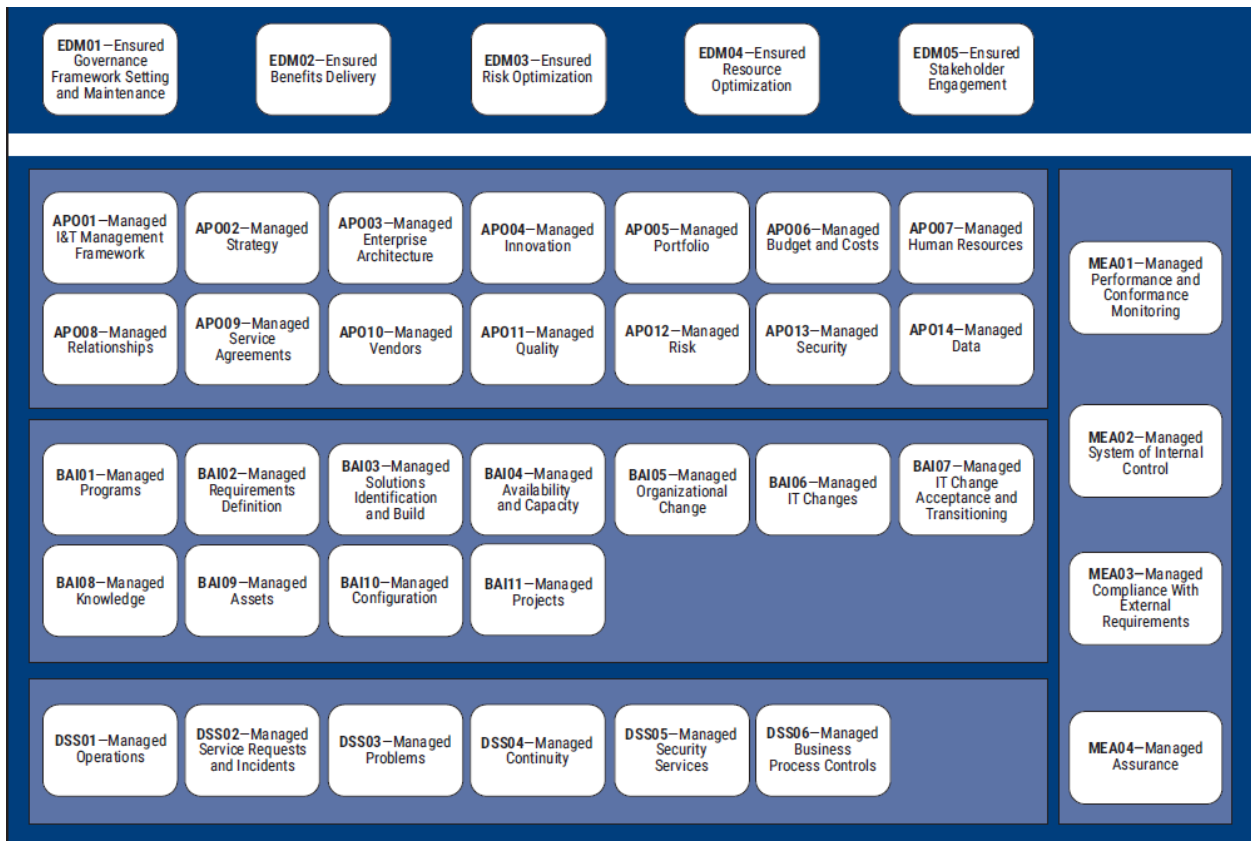 EDM01—Ensured
Governance
Framework Setting
and Maintenance
EDM02—Ensured
Benefits Delivery
EDM03—Ensured
Risk Optimization
EDM04—Ensured
Resource
Optimization
EDM05—Ensured
Stakeholder
Engagement
APO01—Managed
I&T Management
Framework
APO02—Managed
Strategy
APO03—Managed
Enterprise
Architecture
APO04—Managed
Innovation
APO05—Managed
Portfolio
APO06—Managed
Budget and Costs
APO07—Managed
Human Resources
APO08—Managed
Relationships
APO09—Managed
Service
Agreements
APO10—Managed
Vendors
APO11—Managed
Quality
APO12—Managed
Risk
APO13—Managed
Security
APO14—Managed
Data
BAI01—Managed
Programs
BAI02—Managed
Requirements
Definition
BAI03—Managed
Solutions
Identification
and Build
BAI04—Managed
Availability
and Capacity
BAI05—Managed
Organizational
Change
BAI06—Managed
IT Changes
BAI07—Managed
IT Change
Acceptance and
Transitioning
BAI08—Managed
Knowledge
BAI09—Managed
Assets
BAI10—Managed
Configuration
BAI11—Managed
Projects
DSS01—Managed
Operations
DSS02—Managed
Service Requests
and Incidents
DSS03—Managed
Problems
DSS04—Managed
Continuity
DSS05—Managed
Security
Services
DSS06—Managed
Business
Process Controls
MEA01—Managed
Performance and
Conformance
Monitoring
MEA02—Managed
System of Internal
Control
MEA03—Managed
Compliance With
External
Requirements
MEA04—Managed
Assurance